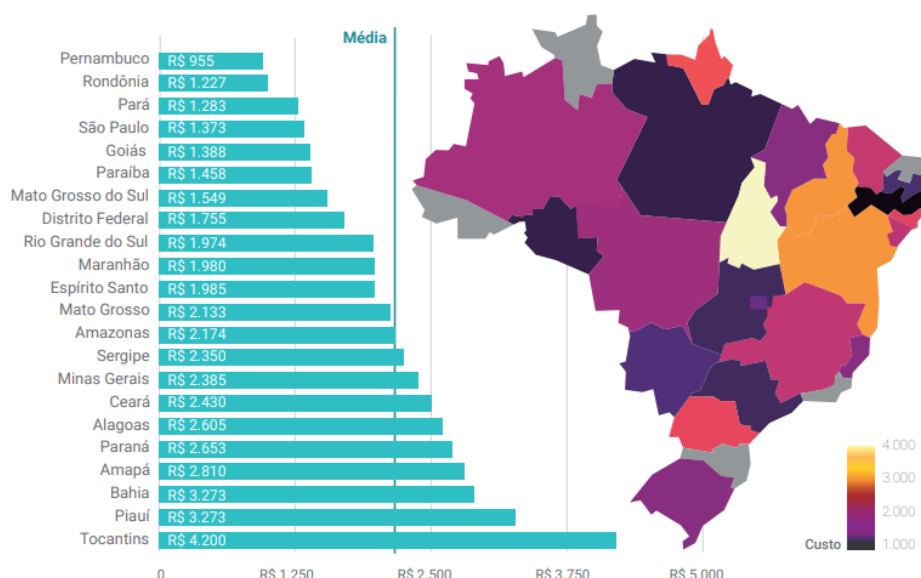 Média
Pernambuco R$ 955
Rondônia R$ 1.227
Pará R$ 1.283
São Paulo R$ 1.373
Goiás R$ 1.388
Paraíba R$ 1.458
Mato Grosso do Sul R$ 1.549
Distrito Federal R$ 1.755
Rio Grande do Sul R$ 1.974
Maranhão R$ 1.980
Espírito Santo R$ 1.985
Mato Grosso R$ 2.133
Amazonas R$ 2.174
Sergipe R$ 2.350
Minas Gerais R$ 2.385
Ceará R$ 2.430
Alagoas R$ 2.605
Paraná R$ 2.653
Amapá R$ 2.810
Bahia R$ 3.273
Piauí R$ 3.273
Tocantins R$ 4.200
0 R$ 1.250 R$ 2.500 R$ 3.750 R$ 5.000
4.000
3.000
2.000
Custo 1.000